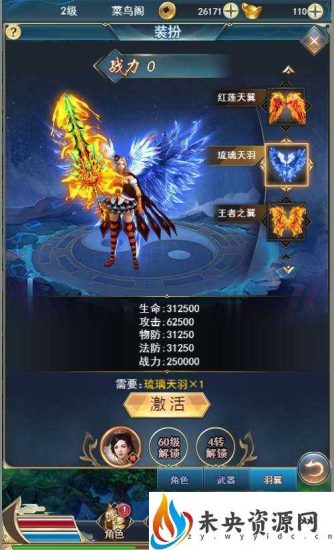 2级 菜鸟阁 26171 110
?
装扮
战力 0
红莲天翼
琉璃天羽
王者之翼
生命:312500
攻击:62500
物防:31250
法防:31250
战力:250000
需要:琉璃天羽×1
激活
60级
解锁
4转
解锁
角色 武器 羽翼
角色
未央资源网